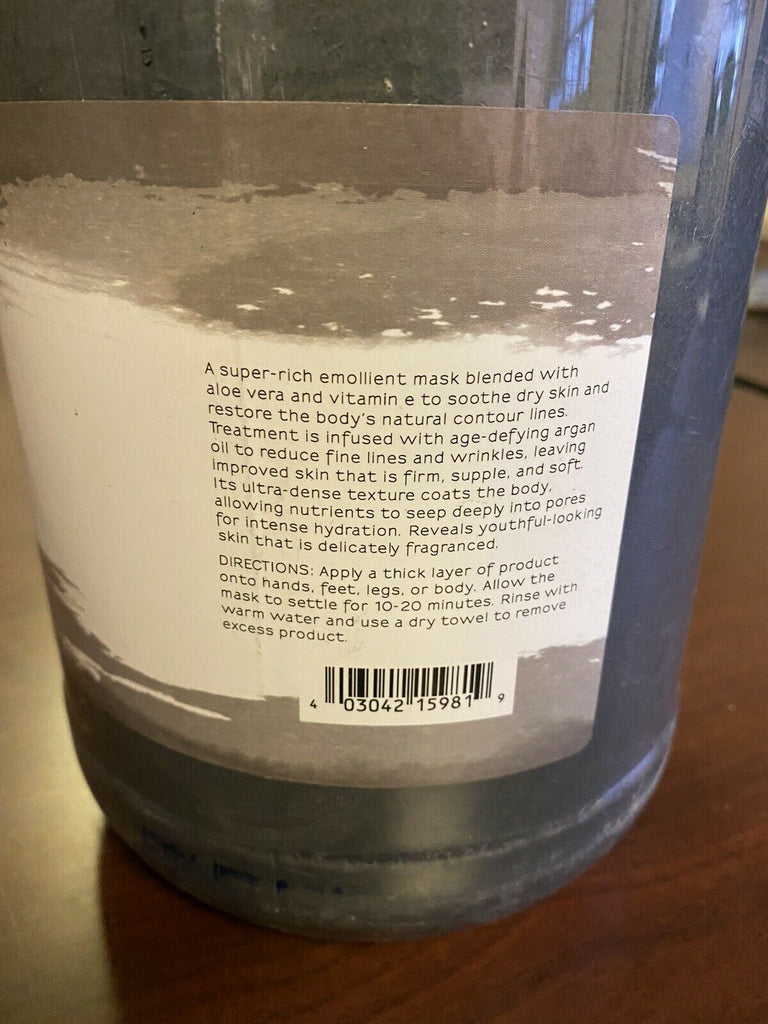 A super-rich emollient mask blended with
aloe vera and vitamin e to soothe dry skin and
restore the body's natural contour lines.
Treatment is infused with age-defying argan
oil to reduce fine lines and wrinkles, leaving
improved skin that is firm, supple, and soft.
Its ultra-dense texture coats the body,
allowing nutrients to seep deeply into pores
for intense hydration. Reveals youthful-looking
skin that is delicately fragranced.
DIRECTIONS: Apply a thick layer of product
onto hands, feet, legs, or body. Allow the
mask to settle for 10-20 minutes. Rinse with
warm water and use a dry towel to remove
excess product.
4 03042 15981 9